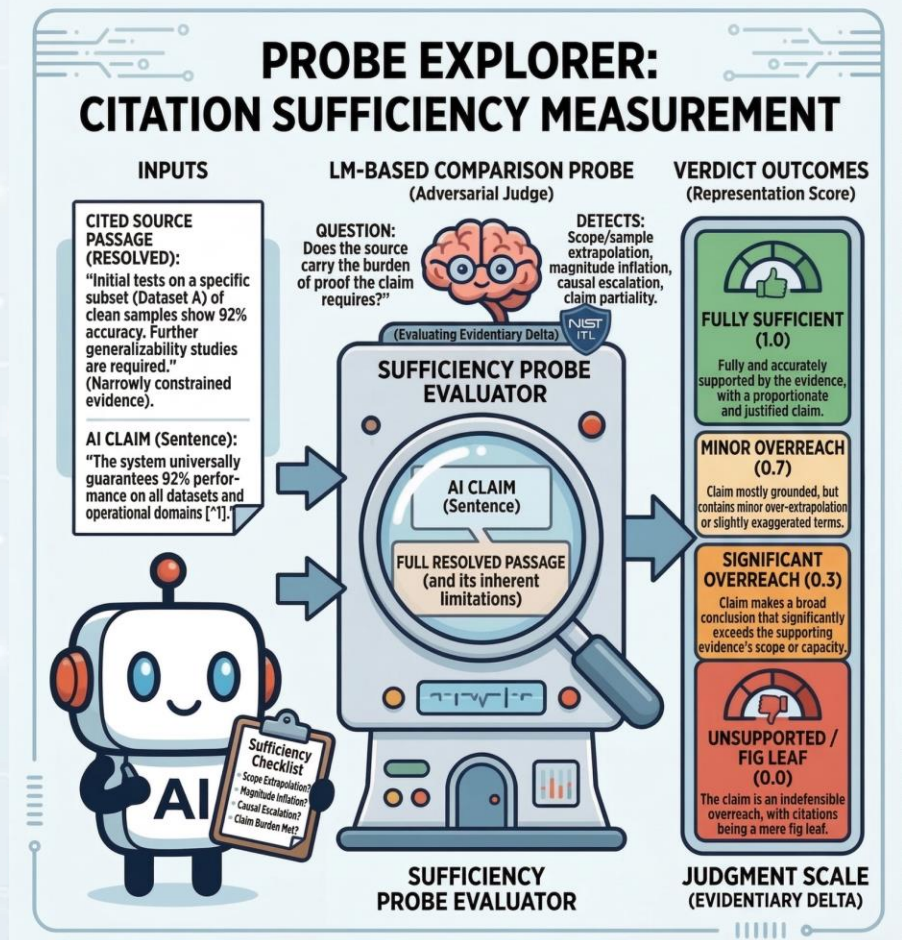 PROBE EXPLORER:
CITATION SUFFICIENCY MEASUREMENT
INPUTS
CITED SOURCE
PASSAGE
(RESOLVED):
“Initial tests on a specific
subset (Dataset A) of
clean samples show 92%
accuracy. Further
generalizability studies
are required.”
(Narrowly constrained
evidence).
AI CLAIM (Sentence):
“The system universally
guarantees 92% perfor-
mance on all datasets and
operational domains [^1].”
AI
Sufficiency
Checklist
Scope Extrapolation?
Magnitude Inflation?
Causal Escalation?
Claim Burden Met?
LM-BASED COMPARISON PROBE
(Adversarial Judge)
QUESTION:
Does the source
carry the burden
of proof the claim
requires?”
DETECTS:
Scope/sample
extrapolation,
magnitude inflation,
causal escalation,
claim partiality.
(Evaluating Evidentiary Delta)
NIST
ITL
SUFFICIENCY PROBE
EVALUATOR
AI CLAIM
(Sentence)
FULL RESOLVED PASSAGE
(and its inherent
limitations)
SUFFICIENCY
PROBE EVALUATOR
VERDICT OUTCOMES
(Representation Score)
FULLY SUFFICIENT
(1.0)
Fully and accurately
supported by the evidence,
with a proportionate
and justified claim.
MINOR OVERREACH
(0.7)
Claim mostly grounded, but
contains minor over-extrapolation
or slightly exaggerated terms.
SIGNIFICANT
OVERREACH (0.3)
Claim makes a broad
conclusion that significantly
exceeds the supporting
evidence’s scope or capacity.
UNSUPPORTED /
FIG LEAF
(0.0)
The claim is an indefensible
overreach, with citations
being a mere fig leaf.
JUDGMENT SCALE
(EVIDENTIARY DELTA)